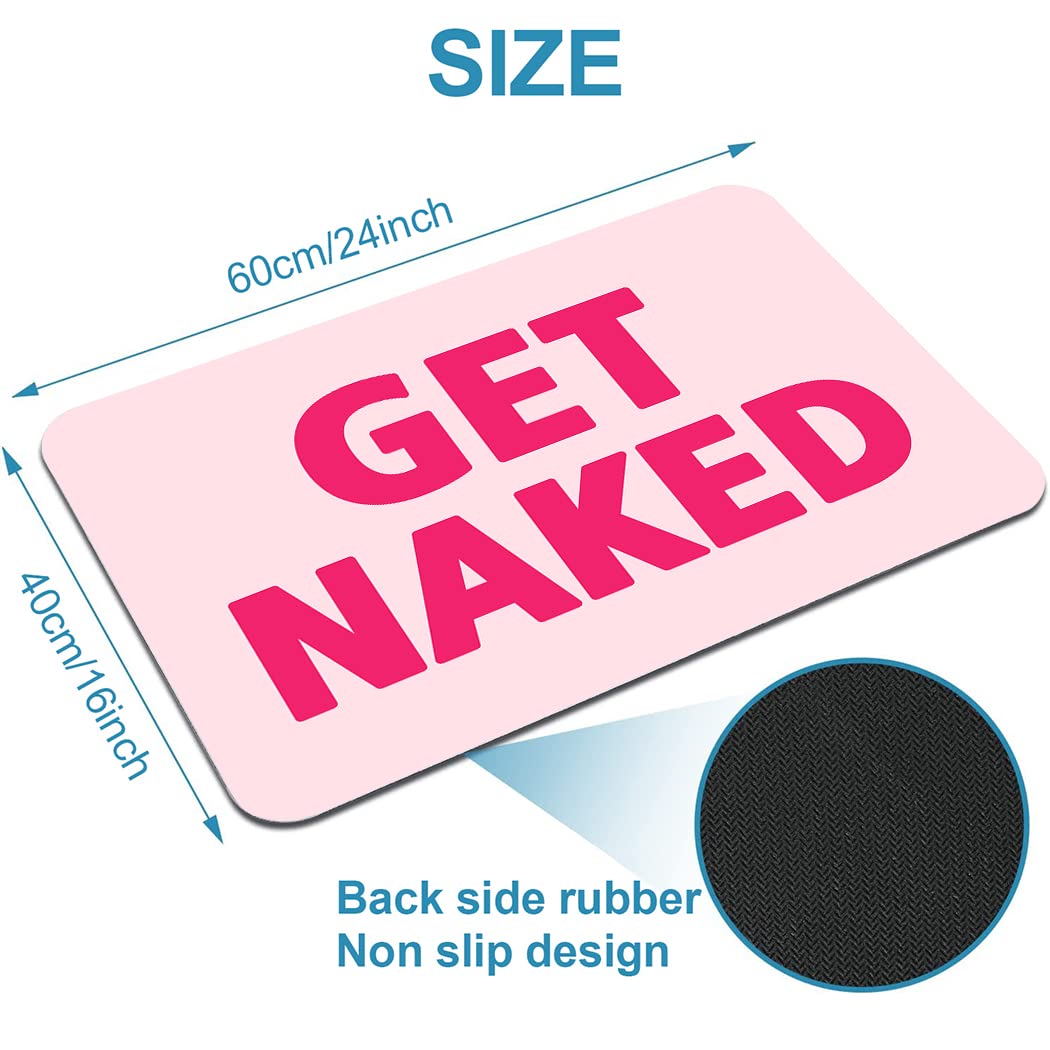 SIZE
60cm/24inch
GET
NAKED
40cm/16inch
Back side rubber
Non slip design